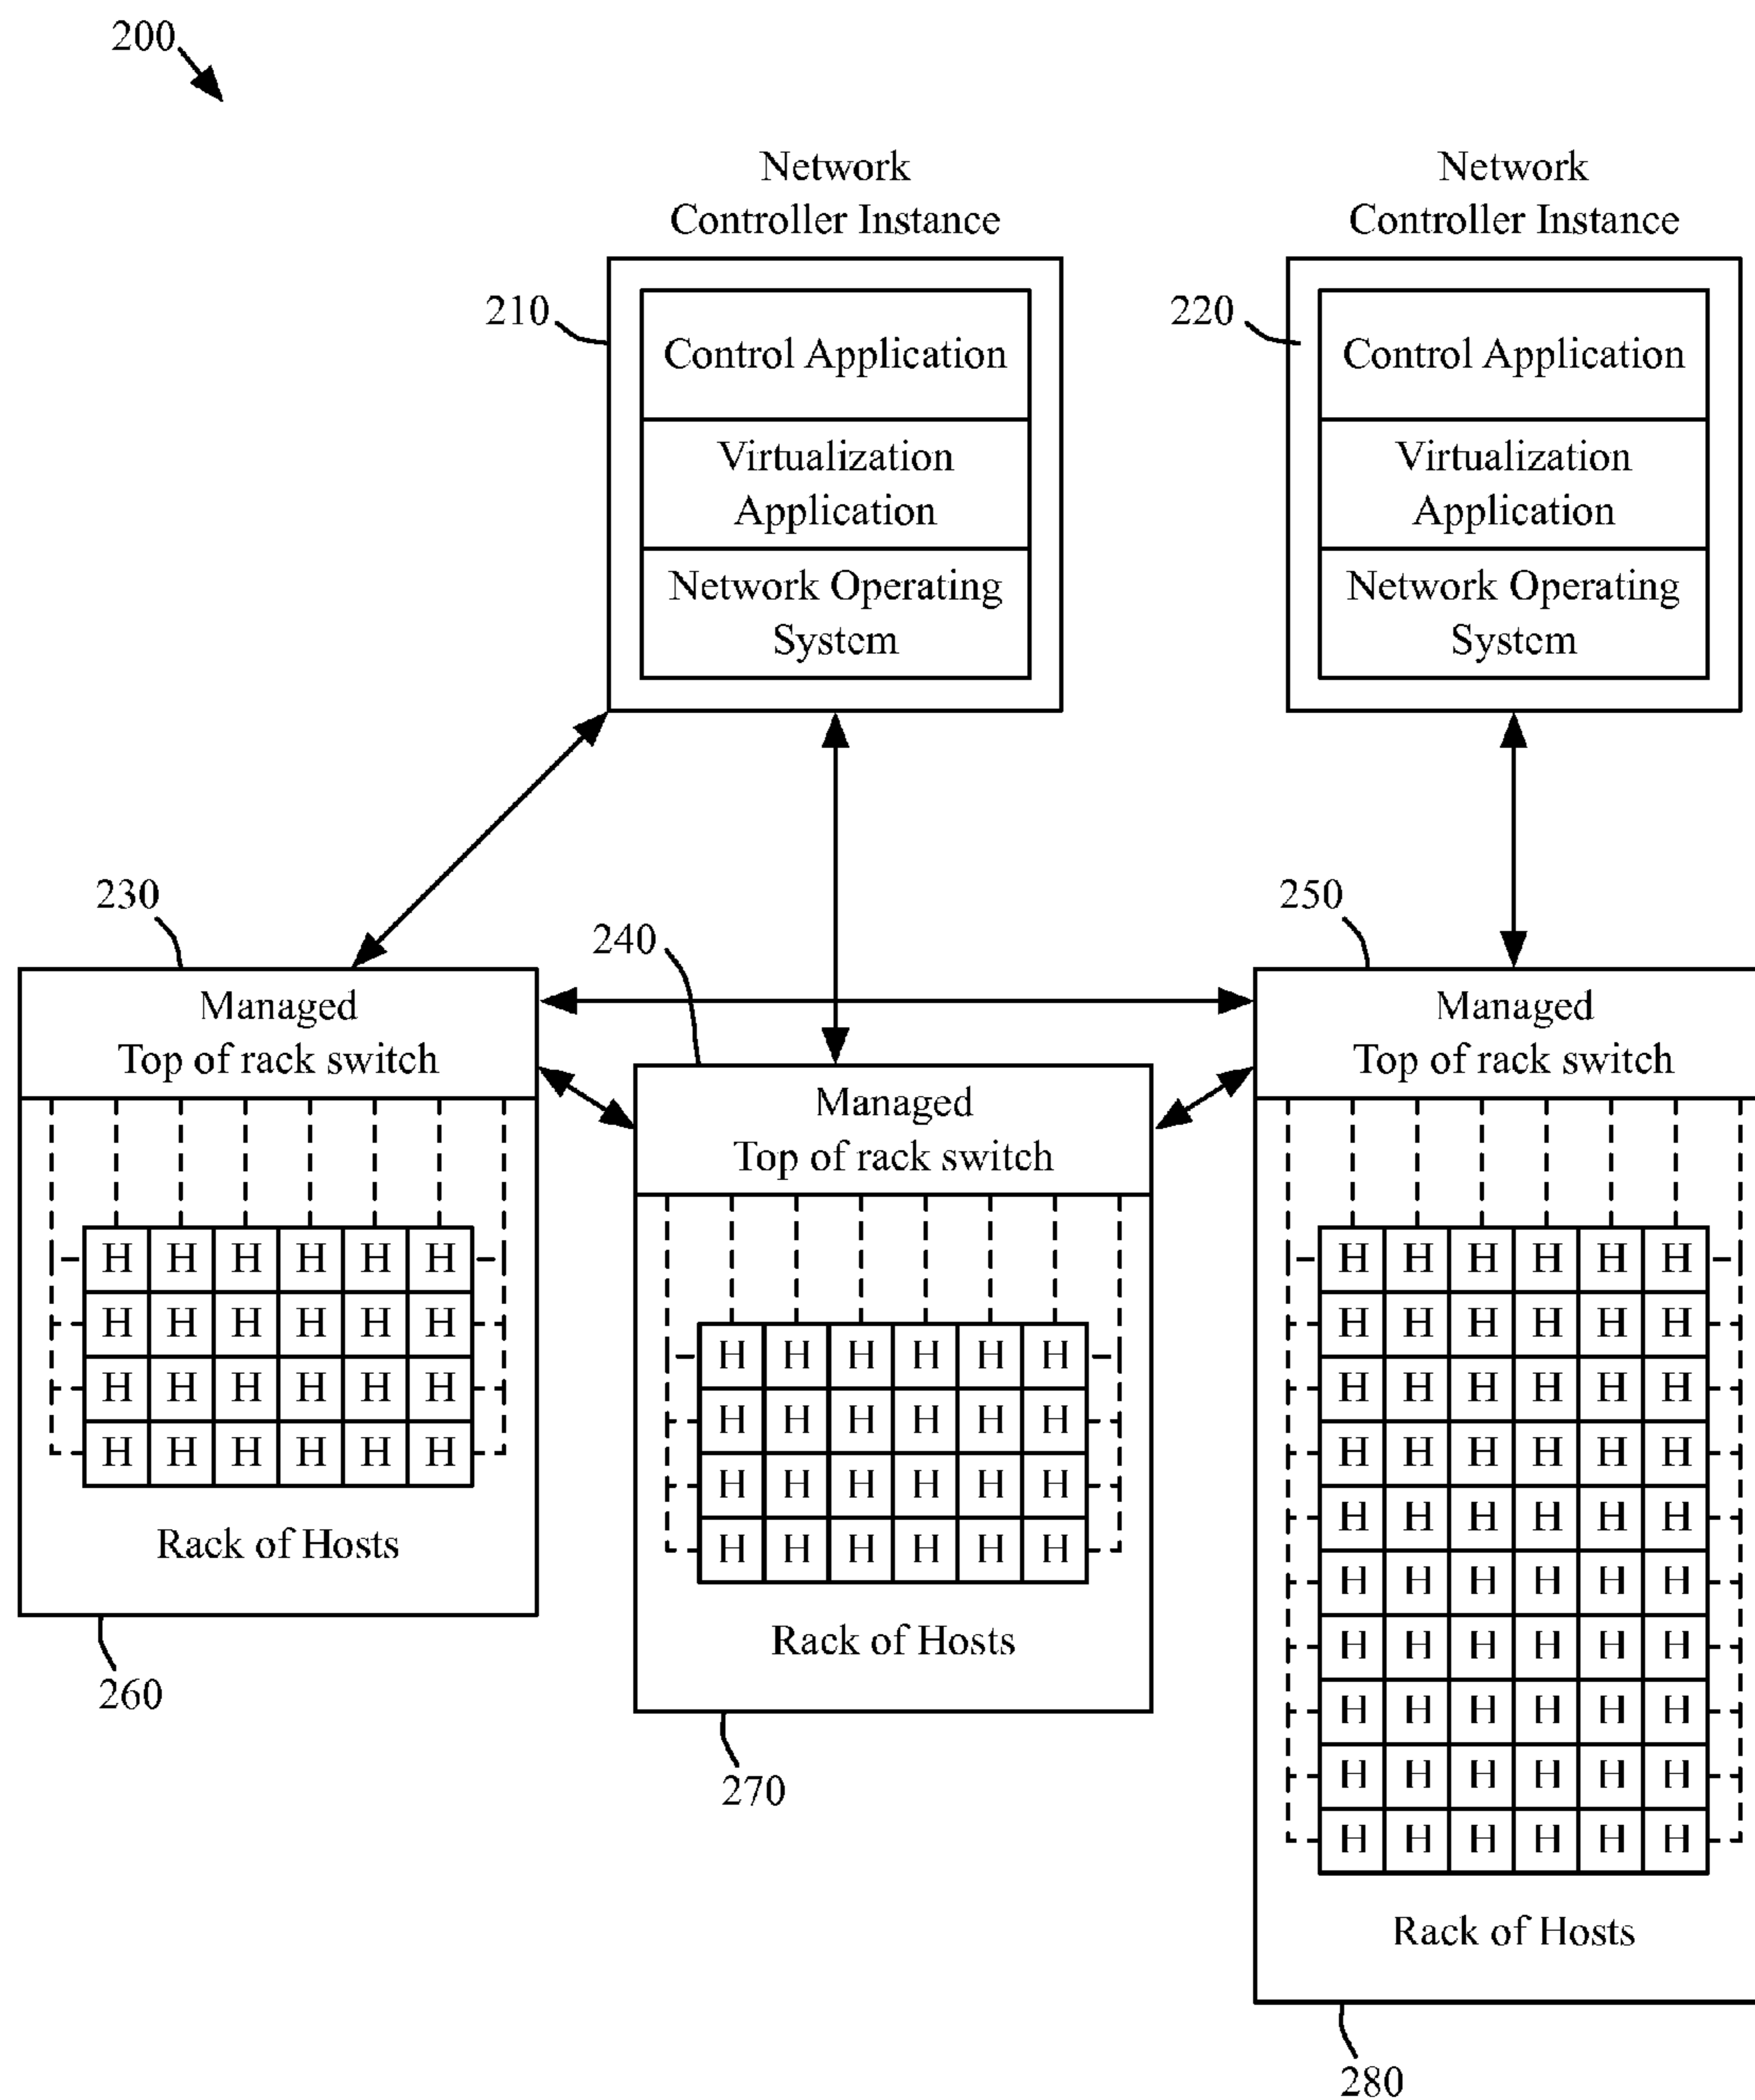 200
Network
Controller Instance
Network
Controller Instance
210
Control Application
Virtualization
Application
Network Operating
System
220
Control Application
Virtualization
Application
Network Operating
System
230
Managed
Top of rack switch
H H H H H H
H H H H H H
H H H H H H
H H H H H H
Rack of Hosts
260
240
Managed
Top of rack switch
H H H H H H
H H H H H H
H H H H H H
H H H H H H
Rack of Hosts
270
250
Managed
Top of rack switch
H H H H H H
H H H H H H
H H H H H H
H H H H H H
H H H H H H
H H H H H H
H H H H H H
H H H H H H
H H H H H H
H H H H H H
Rack of Hosts
280